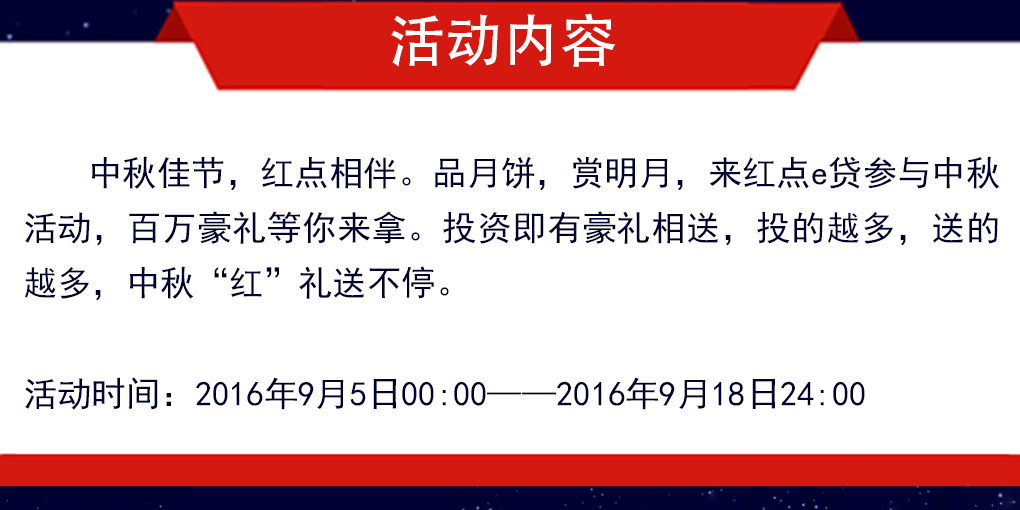 活动内容
中秋佳节，红点相伴。品月饼，赏明月，来红点e贷参与中秋
活动，百万豪礼等你来拿。投资即有豪礼相送，投的越多，送的
越多，中秋“红”礼送不停。
活动时间：2016年9月5日00:00——2016年9月18日24:00